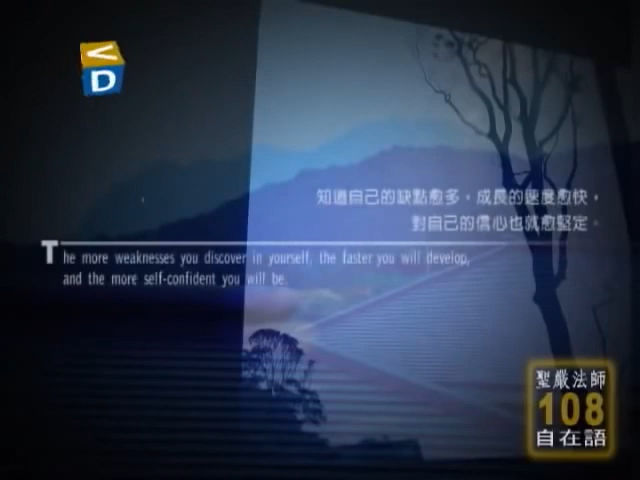 知道自己的缺點愈多，成長的速度愈快，
對自己的信心也就愈堅定。
The more weaknesses you discover in yourself, the faster you will develop,
and the more self-confident you will be.
聖嚴法師
108
自在語